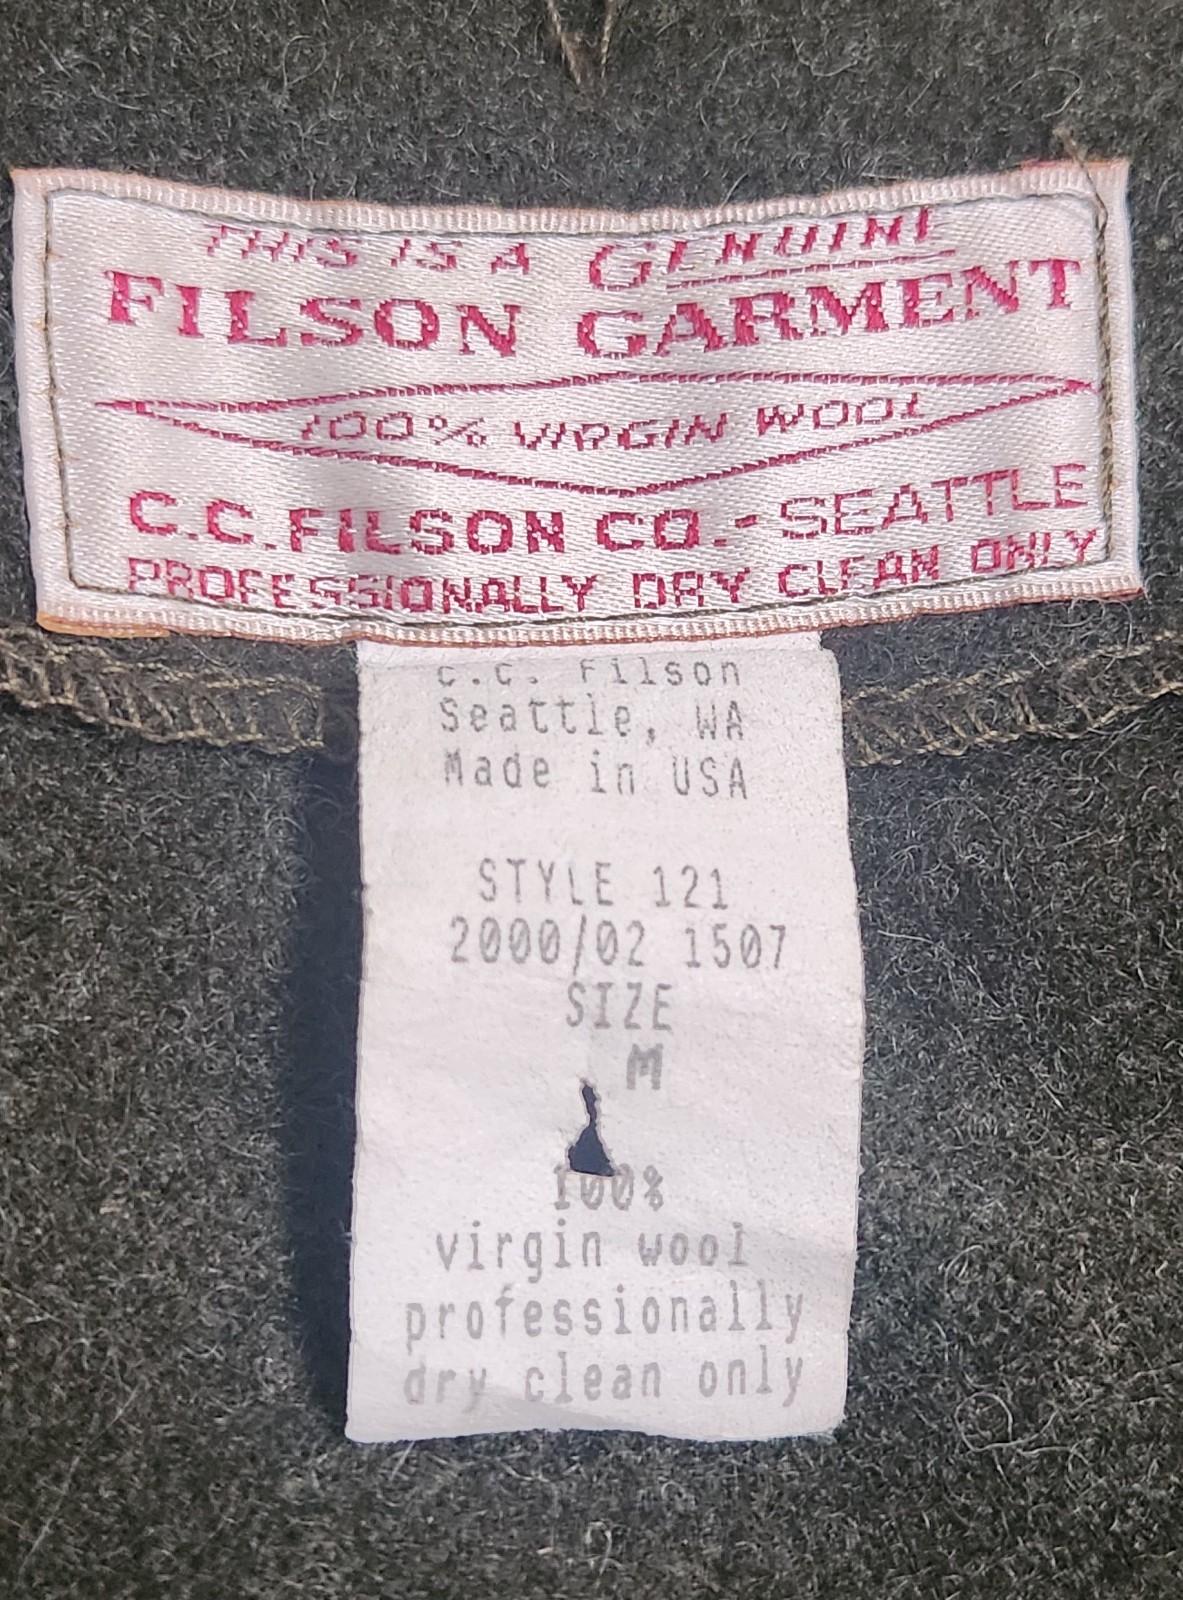 THIS IS A GENUINE
FILSON GARMENT
100% VIRGIN WOOL
C.C. FILSON CO. - SEATTLE
PROFESSIONALLY DRY CLEAN ONLY
C.C. Filson
Seattle, WA
Made in USA
STYLE 121
2000/02 1507
SIZE
M
100%
virgin wool
professionally
dry clean only